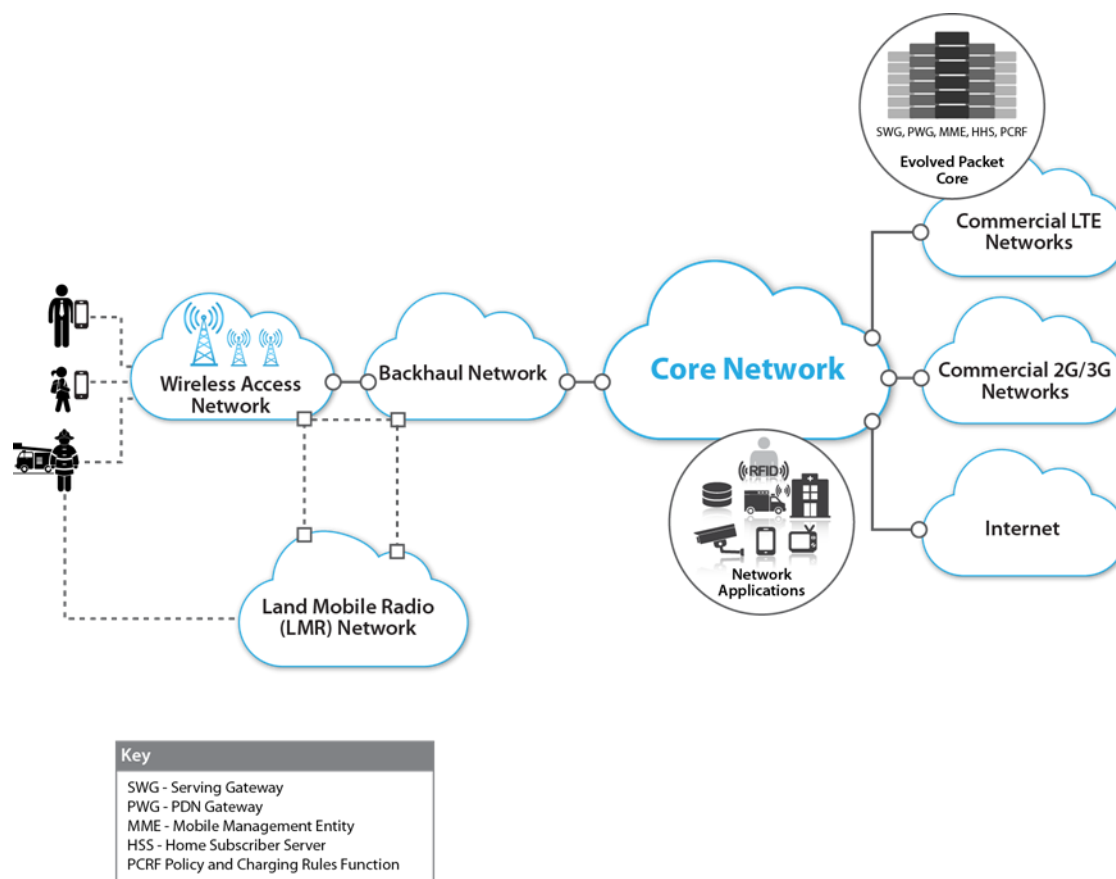 SWG, PWG, MME, HHS, PCRF
Evolved Packet
Core
Commercial LTE
Networks
Wireless Access
Network
Backhaul Network
Core Network
Commercial 2G/3G
Networks
RFID
Network
Applications
Internet
Land Mobile Radio
(LMR) Network
Key
SWG - Serving Gateway
PWG - PDN Gateway
MME - Mobile Management Entity
HSS - Home Subscriber Server
PCRF Policy and Charging Rules Function